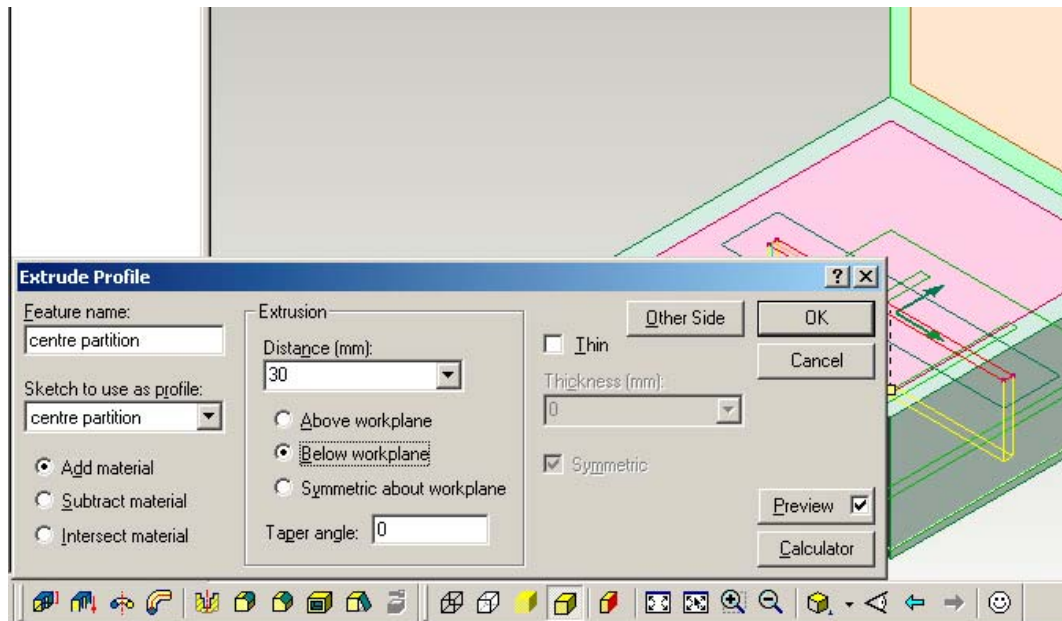 Extrude Profile
Feature name:
centre partition
Sketch to use as profile:
centre partition
Add material
Subtract material
Intersect material
Extrusion
Distance (mm):
30
Above workplane
Below workplane
Symmetric about workplane
Taper angle: 0
Other Side
Thin
Thickness (mm):
0
Symmetric
OK
Cancel
Preview
Calculator